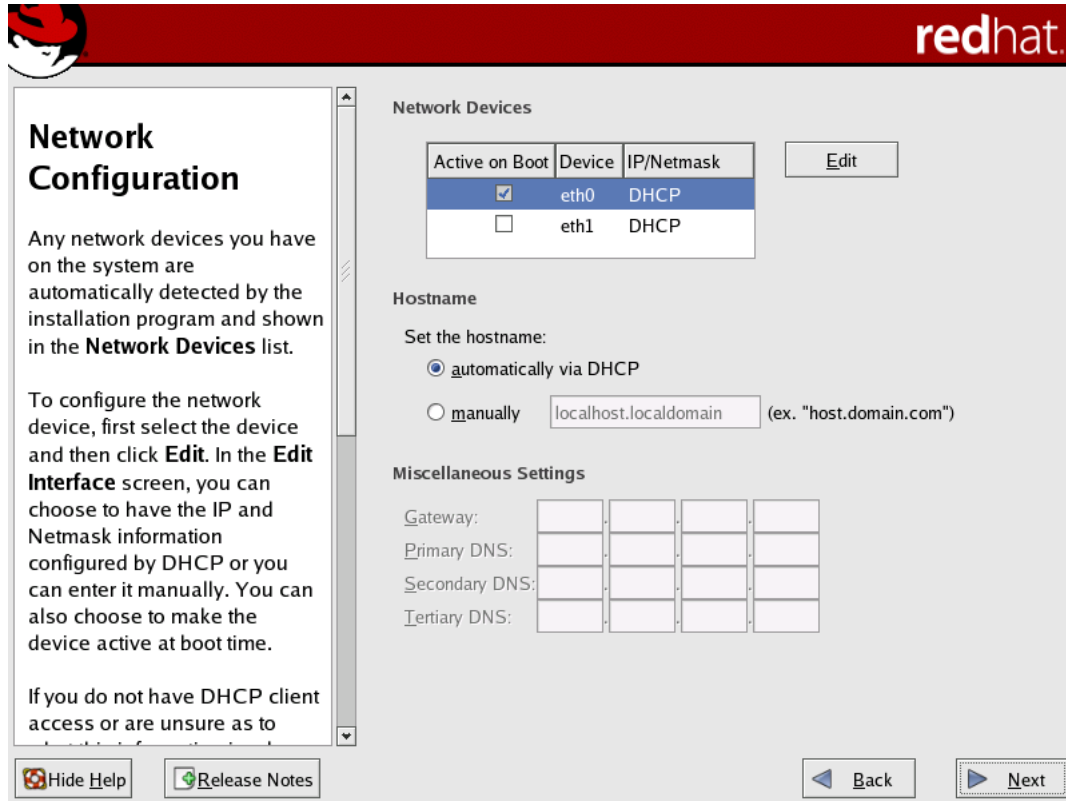 redhat.
Network
Configuration
Any network devices you have
on the system are
automatically detected by the
installation program and shown
in the Network Devices list.
To configure the network
device, first select the device
and then click Edit. In the Edit
Interface screen, you can
choose to have the IP and
Netmask information
configured by DHCP or you
can enter it manually. You can
also choose to make the
device active at boot time.
If you do not have DHCP client
access or are unsure as to
Network Devices
Active on Boot Device IP/Netmask
eth0 DHCP
eth1 DHCP
Edit
Hostname
Set the hostname:
automatically via DHCP
manually localhost.localdomain (ex. "host.domain.com")
Miscellaneous Settings
Gateway: . . .
Primary DNS: . . .
Secondary DNS: . . .
Tertiary DNS: . . .
Hide Help
Release Notes
Back
Next